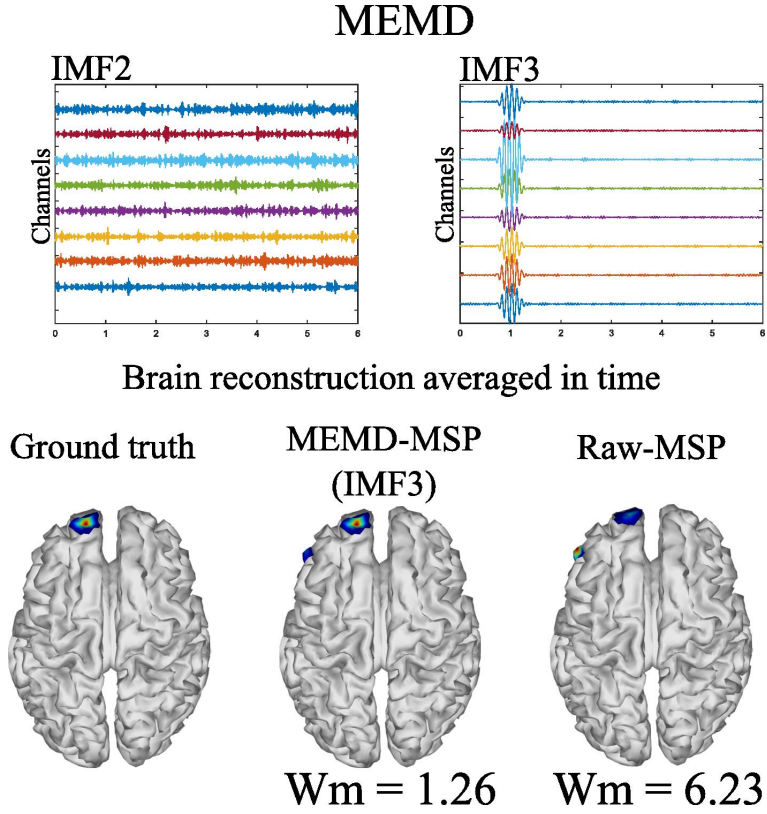 MEMD
IMF2
IMF3
Channels
Channels
0 1 2 3 4 5 6
0 1 2 3 4 5 6
Brain reconstruction averaged in time
Ground truth
MEMD-MSP
(IMF3)
Raw-MSP
Wm = 1.26
Wm = 6.23